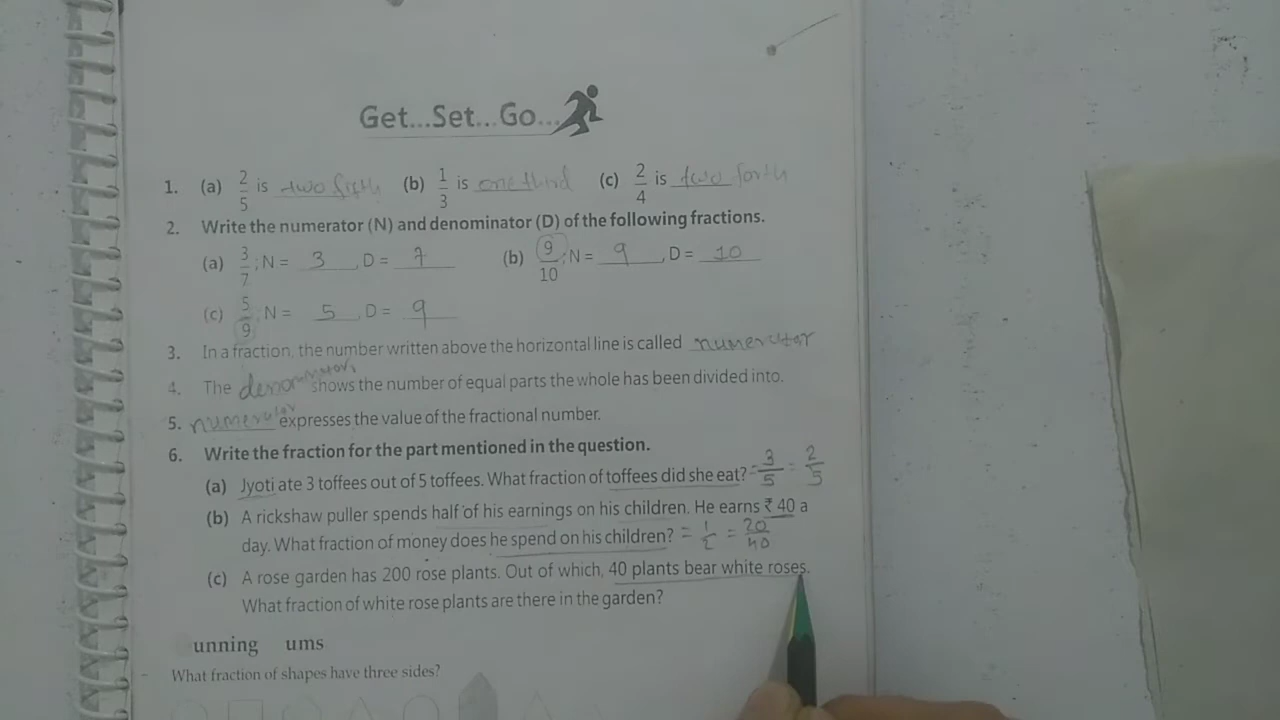 Get...Set...Go...
1. (a) 2/5 is two fifth (b) 1/3 is one third (c) 2/4 is two forth
2. Write the numerator (N) and denominator (D) of the following fractions.
(a) 3/7; N = 3, D = 7 (b) 9/10; N = 9, D = 10
(c) 5/9; N = 5, D = 9
3. In a fraction, the number written above the horizontal line is called numerator
4. The shows the number of equal parts the whole has been divided into.
5. numerator expresses the value of the fractional number.
6. Write the fraction for the part mentioned in the question.
(a) Jyoti ate 3 toffees out of 5 toffees. What fraction of toffees did she eat? = 3/5 = 2/5
(b) A rickshaw puller spends half of his earnings on his children. He earns ₹ 40 a
day. What fraction of money does he spend on his children? = 1/2 = 20/40
(c) A rose garden has 200 rose plants. Out of which, 40 plants bear white roses.
What fraction of white rose plants are there in the garden?
unning ums
What fraction of shapes have three sides?